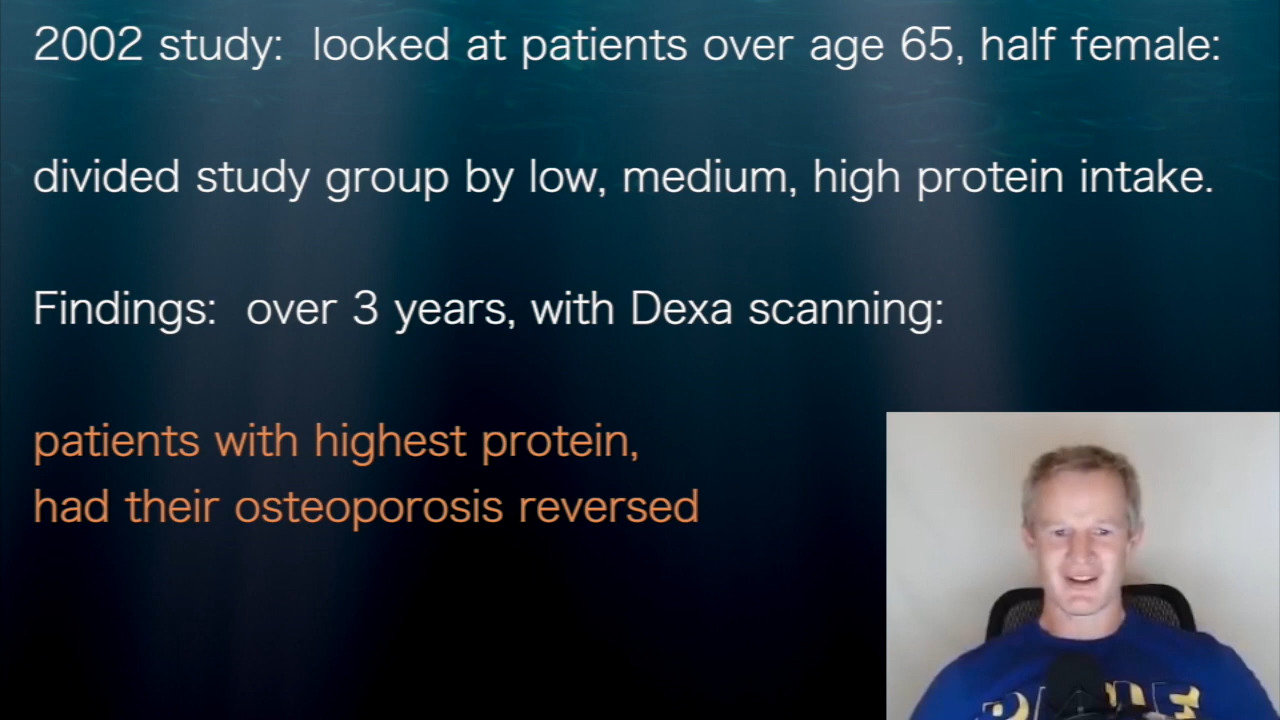 2002 study: looked at patients over age 65, half female:
divided study group by low, medium, high protein intake.
Findings: over 3 years, with Dexa scanning:
patients with highest protein,
had their osteoporosis reversed